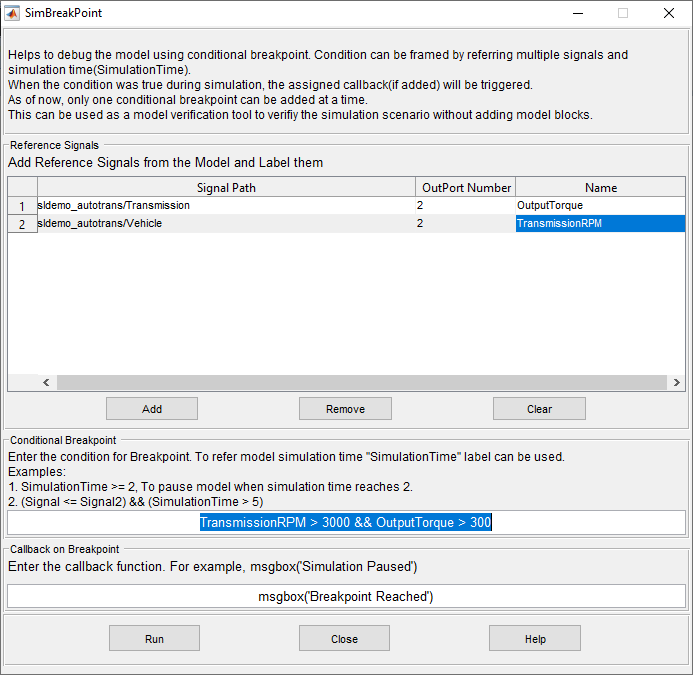 SimBreakPoint
Helps to debug the model using conditional breakpoint. Condition can be framed by referring multiple signals and
simulation time(SimulationTime).
When the condition was true during simulation, the assigned callback(if added) will be triggered.
As of now, only one conditional breakpoint can be added at a time.
This can be used as a model verification tool to verifiy the simulation scenario without adding model blocks.
Reference Signals
Add Reference Signals from the Model and Label them
Signal Path OutPort Number Name
1 sldemo_autotrans/Transmission 2 OutputTorque
2 sldemo_autotrans/Vehicle 2 TransmissionRPM
Add Remove Clear
Conditional Breakpoint
Enter the condition for Breakpoint. To refer model simulation time "SimulationTime" label can be used.
Examples:
1. SimulationTime >= 2, To pause model when simulation time reaches 2.
2. (Signal <= Signal2) && (SimulationTime > 5)
TransmissionRPM > 3000 && OutputTorque > 300
Callback on Breakpoint
Enter the callback function. For example, msgbox('Simulation Paused')
msgbox('Breakpoint Reached')
Run Close Help